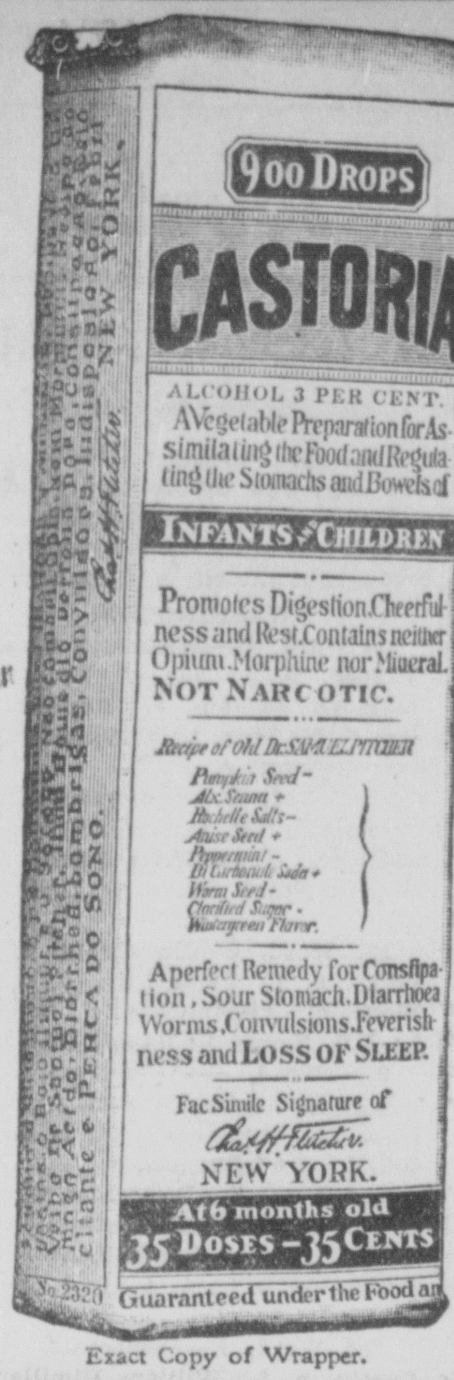 900 DROPS
CASTORIA
ALCOHOL 3 PER CENT.
AVegetable Preparation for As-
similating the Food and Regula-
ting the Stomachs and Bowels of
INFANTS & CHILDREN
Promotes Digestion.Cheerful-
ness and Rest.Contains neither
Opium.Morphine nor Mineral.
NOT NARCOTIC.
Recipe of Old Dr.SAMUEL PITCHER
Pumpkin Seed -
Alx.Senna +
Rochelle Salts -
Anise Seed +
Peppermint -
Bi Carbonate Soda +
Worm Seed -
Clarified Sugar -
Wintergreen Flavor.
A perfect Remedy for Constipa-
tion, Sour Stomach.Diarrhoea
Worms,Convulsions.Feverish-
ness and LOSS OF SLEEP.
Fac Simile Signature of
Chas. H. Fletcher.
NEW YORK.
At 6 months old
35 DOSES - 35 CENTS
Guaranteed under the Food an
Chas. H. Fletcher. NEW YORK.
citante e PERCA DO SONO.
No. 2320
Exact Copy of Wrapper.